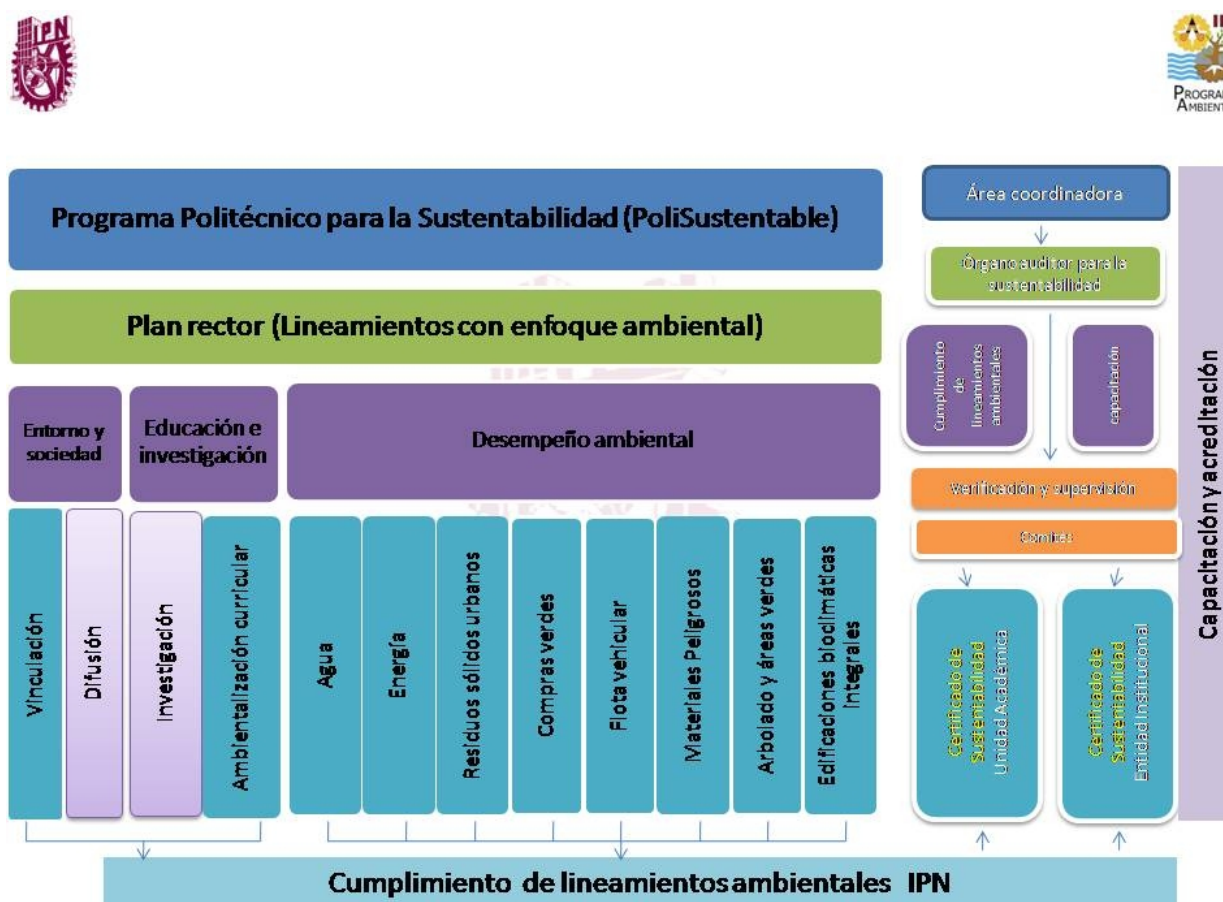 IPN
PROGRAM
AMBIENT
Programa Politécnico para la Sustentabilidad (PoliSustentable)
Plan rector (Lineamientos con enfoque ambiental)
Entorno y
sociedad
Educación e
investigación
Desempeño ambiental
Vinculación
Difusión
Investigación
Ambientalización curricular
Agua
Energía
Residuos sólidos urbanos
Compras verdes
Flota vehicular
Materiales Peligrosos
Arbolado y áreas verdes
Edificaciones bioclimáticas
Integrales
Área coordinadora
Órgano auditor para la
sustentabilidad
Cumplimiento
de
lineamientos
ambientales
capacitación
Verificación y supervisión
Comites
Certificado de
Sustentabilidad
Unidad Académica
Certificado de
Sustentabilidad
Entidad Institucional
Capacitación y acreditación
Cumplimiento de lineamientos ambientales IPN